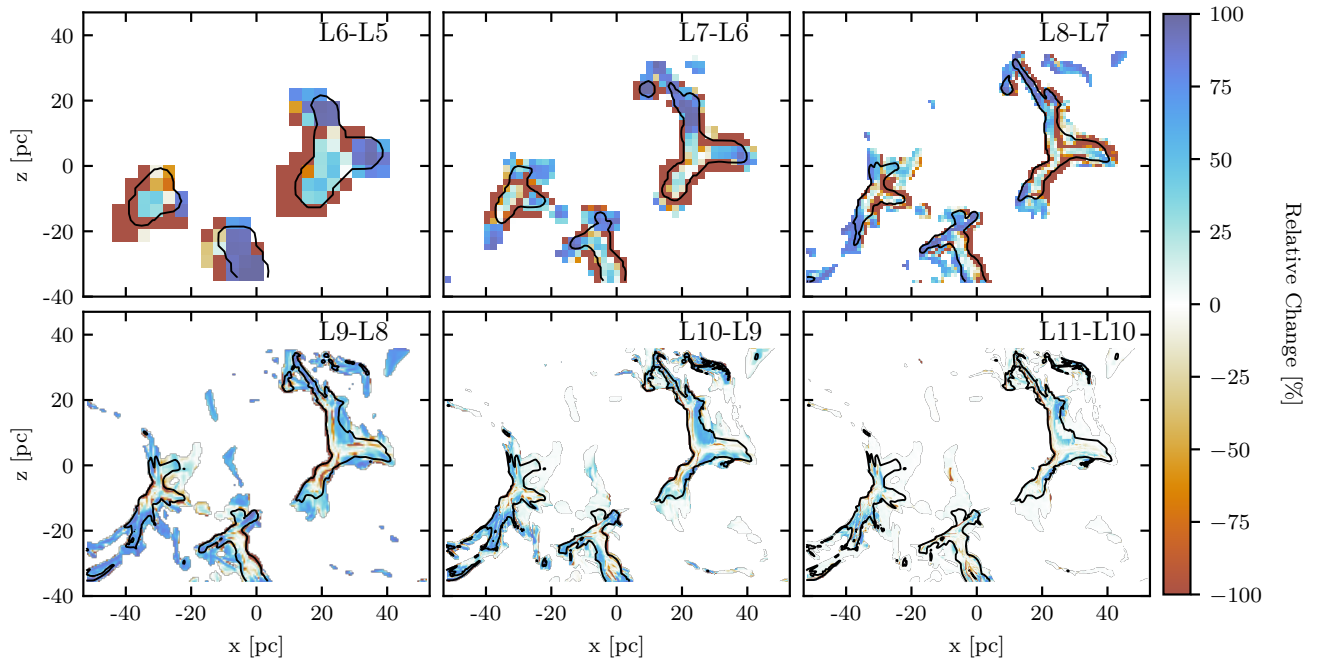 L6-L5
L7-L6
L8-L7
100
75
50
25
0
−25
−50
−75
−100
Relative Change [%]
40
20
0
-20
-40
z [pc]
L9-L8
L10-L9
L11-L10
40
20
0
-20
-40
z [pc]
-40 -20 0 20 40
-40 -20 0 20 40
-40 -20 0 20 40
x [pc]
x [pc]
x [pc]